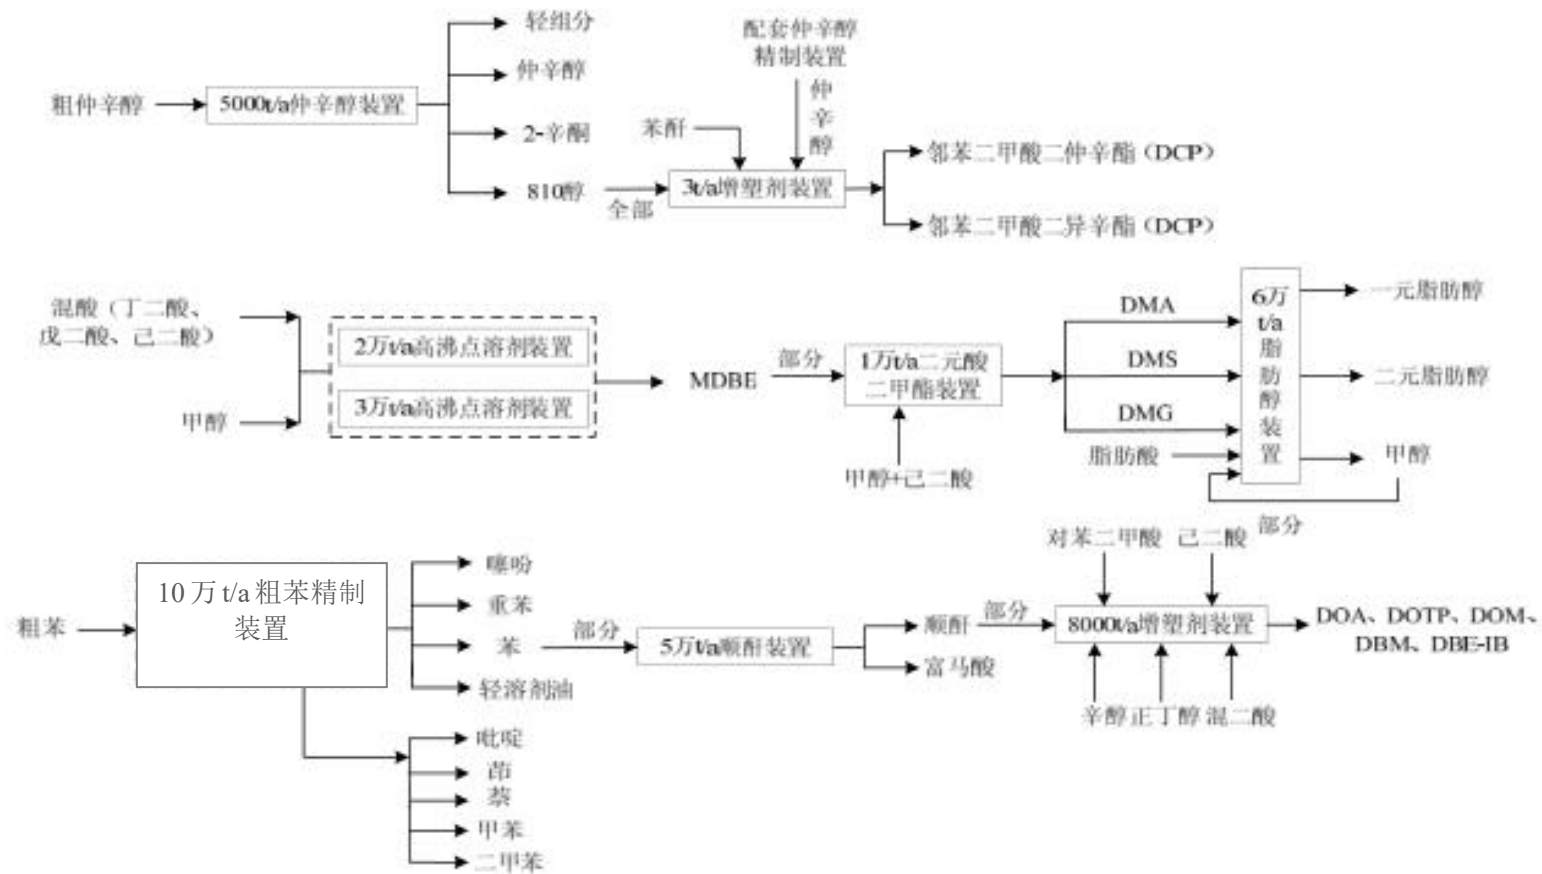 轻组分
仲辛醇
粗仲辛醇
5000t/a仲辛醇装置
2-辛酮
810醇
全部
苯酐
配套仲辛醇
精制装置
仲辛醇
3t/a增塑剂装置
邻苯二甲酸二仲辛酯（DCP）
邻苯二甲酸二异辛酯（DCP）
混酸（丁二酸、
戊二酸、己二酸）
甲醇
2万t/a高沸点溶剂装置
3万t/a高沸点溶剂装置
MDBE
部分
1万t/a二元酸
二甲酯装置
甲醇+己二酸
DMA
DMS
DMG
脂肪酸
6万
t/a
脂肪醇装置
一元脂肪醇
二元脂肪醇
甲醇
部分
粗苯
10万t/a粗苯精制
装置
噻吩
重苯
苯
轻溶剂油
吡啶
茚
萘
甲苯
二甲苯
部分
5万t/a顺酐装置
顺酐
富马酸
部分
对苯二甲酸
己二酸
8000t/a增塑剂装置
辛醇
正丁醇
混二酸
DOA、DOTP、DOM、
DBM、DBE-IB